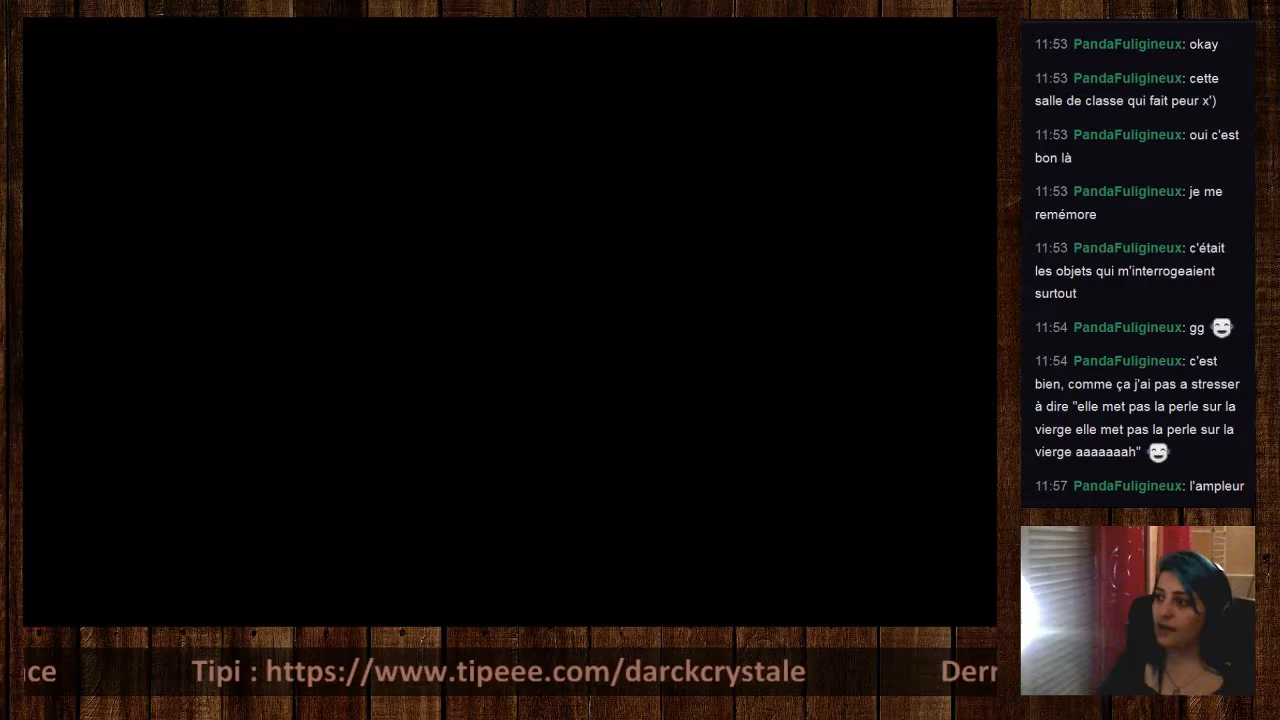 11:53 PandaFuligineux: okay
11:53 PandaFuligineux: cette
salle de classe qui fait peur x')
11:53 PandaFuligineux: oui c'est
bon là
11:53 PandaFuligineux: je me
remémore
11:53 PandaFuligineux: c'était
les objets qui m'interrogeaient
surtout
11:54 PandaFuligineux: gg
11:54 PandaFuligineux: c'est
bien, comme ça j'ai pas a stresser
à dire "elle met pas la perle sur la
vierge elle met pas la perle sur la
vierge aaaaaaah"
11:57 PandaFuligineux: l'ampleur
Tipi : https://www.tipeee.com/darckcrystale